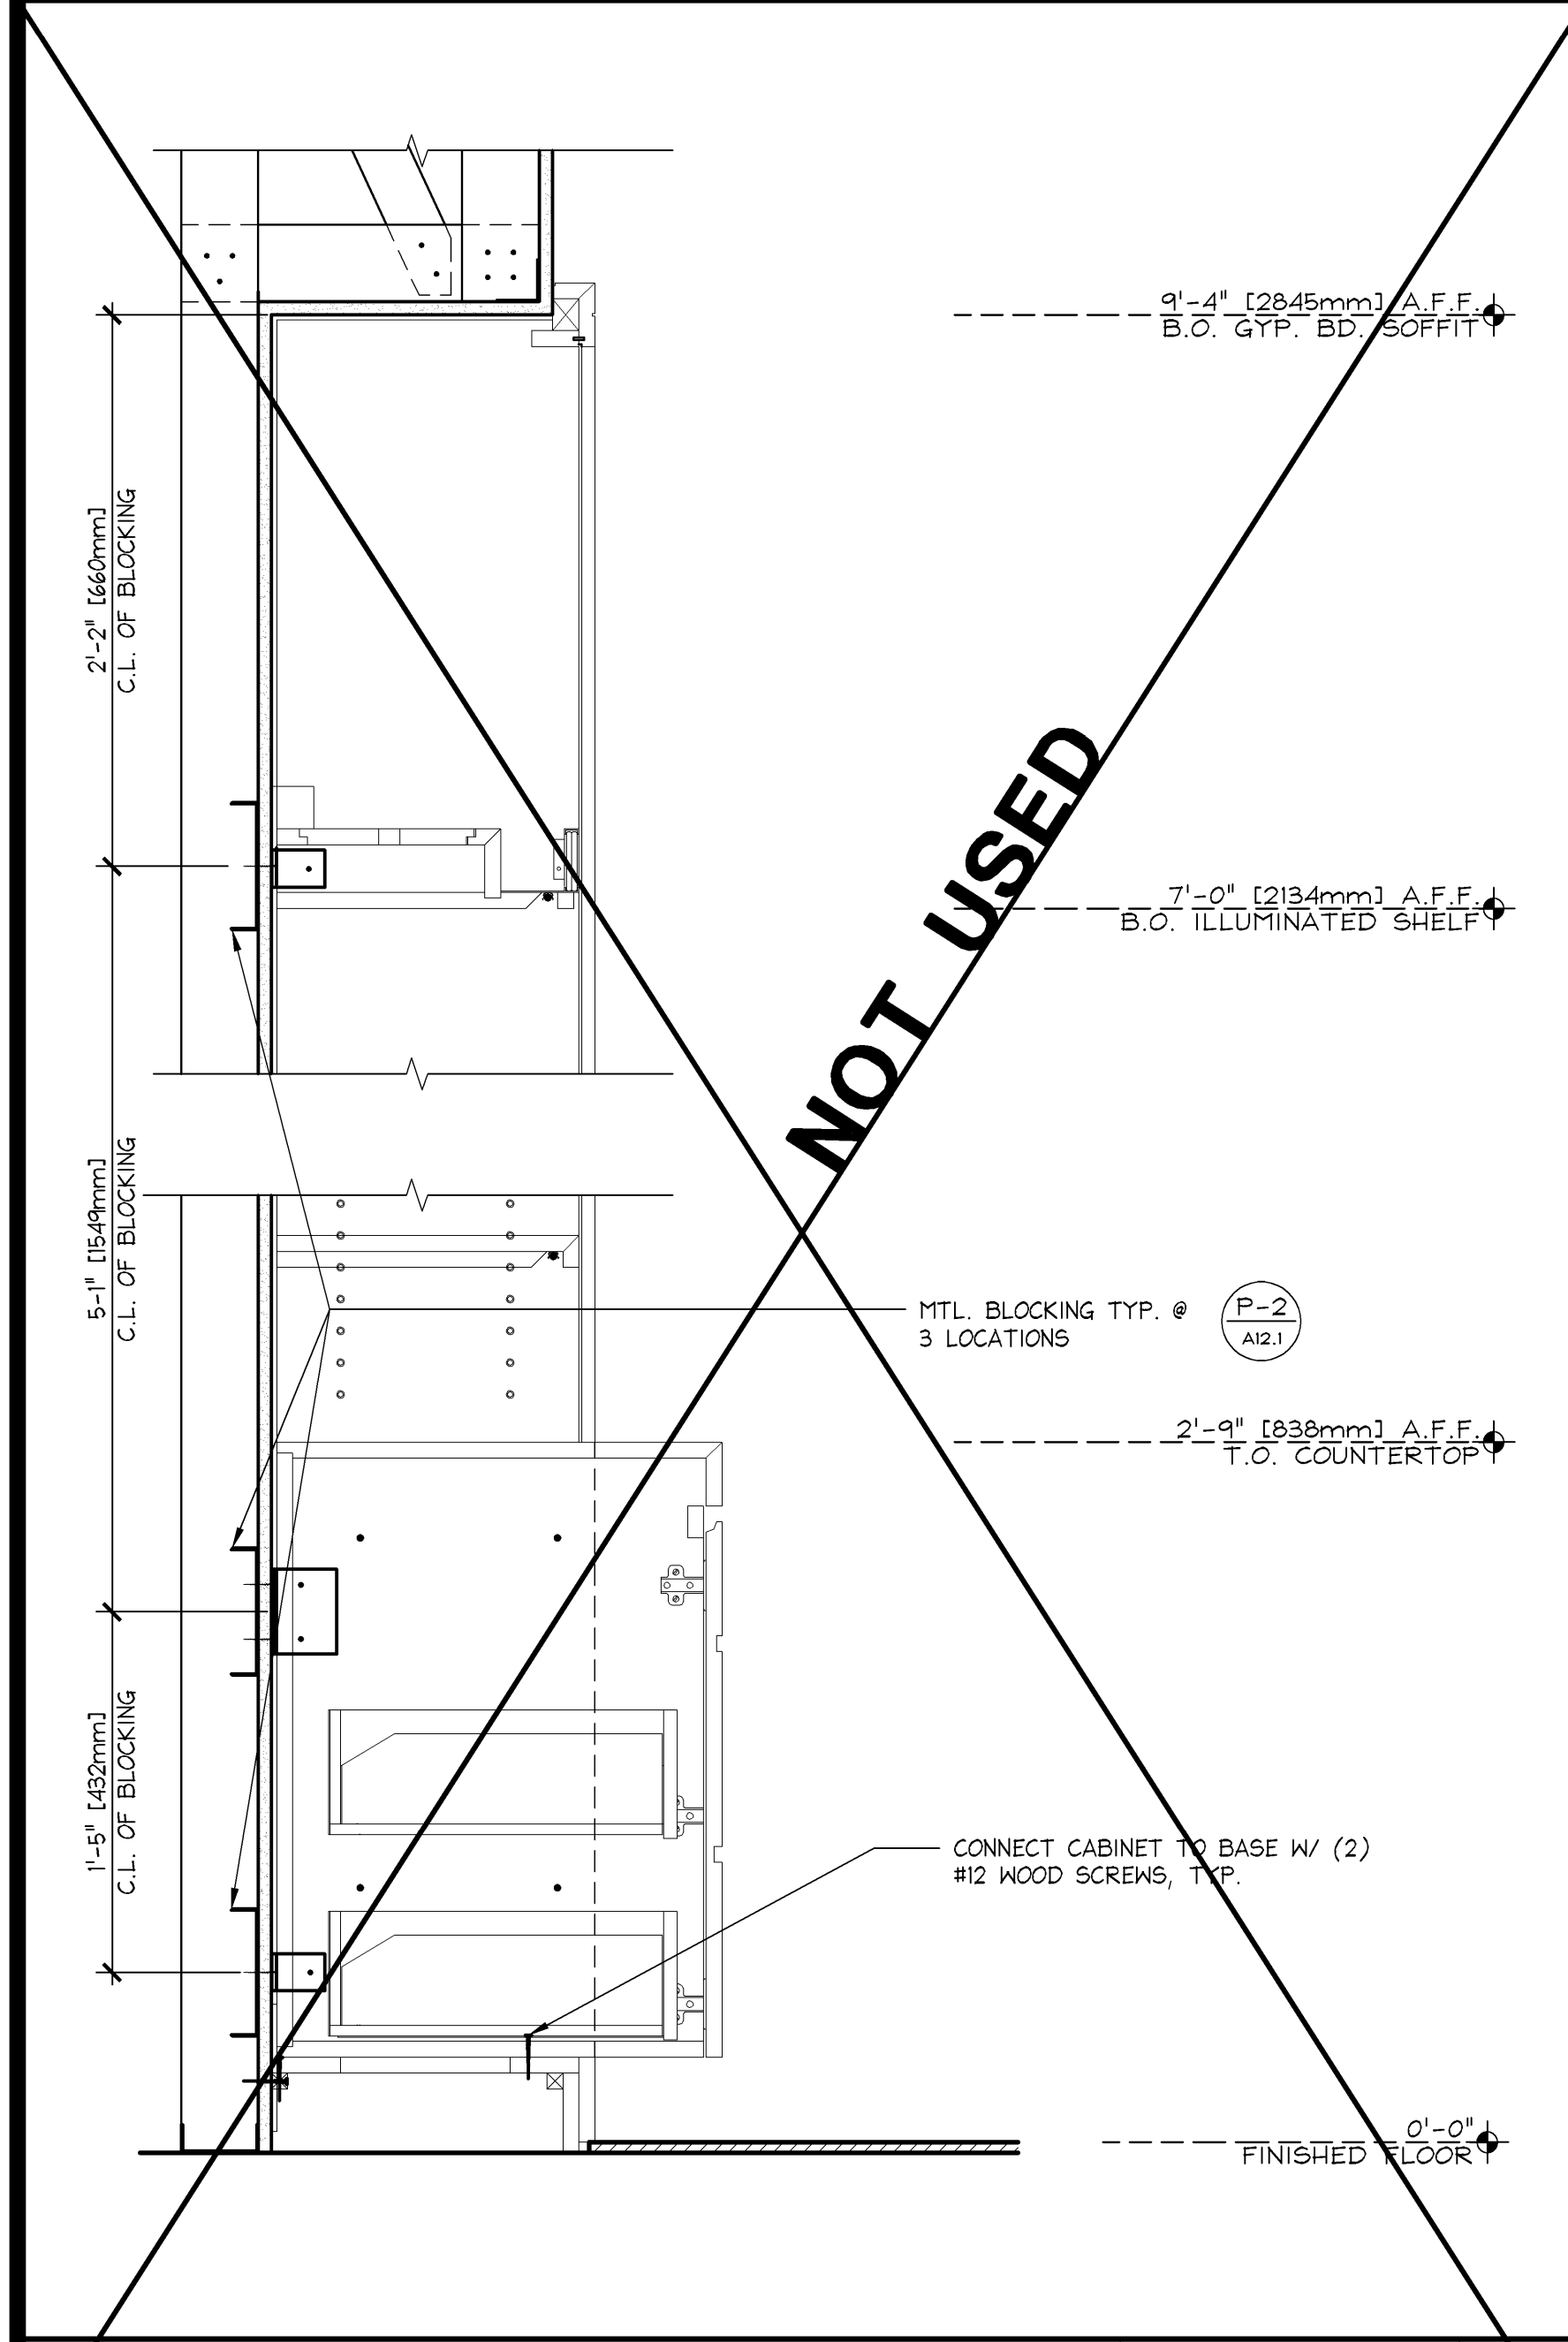 9'-4" [2845mm] A.F.F.
B.O. GYP. BD. SOFFIT
2'-2" [660mm]
C.L. OF BLOCKING
7'-0" [2134mm] A.F.F.
B.O. ILLUMINATED SHELF
NOT USED
5-1" [1549mm]
C.L. OF BLOCKING
MTL. BLOCKING TYP. @
3 LOCATIONS
P-2
A12.1
2'-9" [838mm] A.F.F.
T.O. COUNTERTOP
1'-5" [432mm]
C.L. OF BLOCKING
CONNECT CABINET TO BASE W/ (2)
#12 WOOD SCREWS, TYP.
0'-0"
FINISHED FLOOR